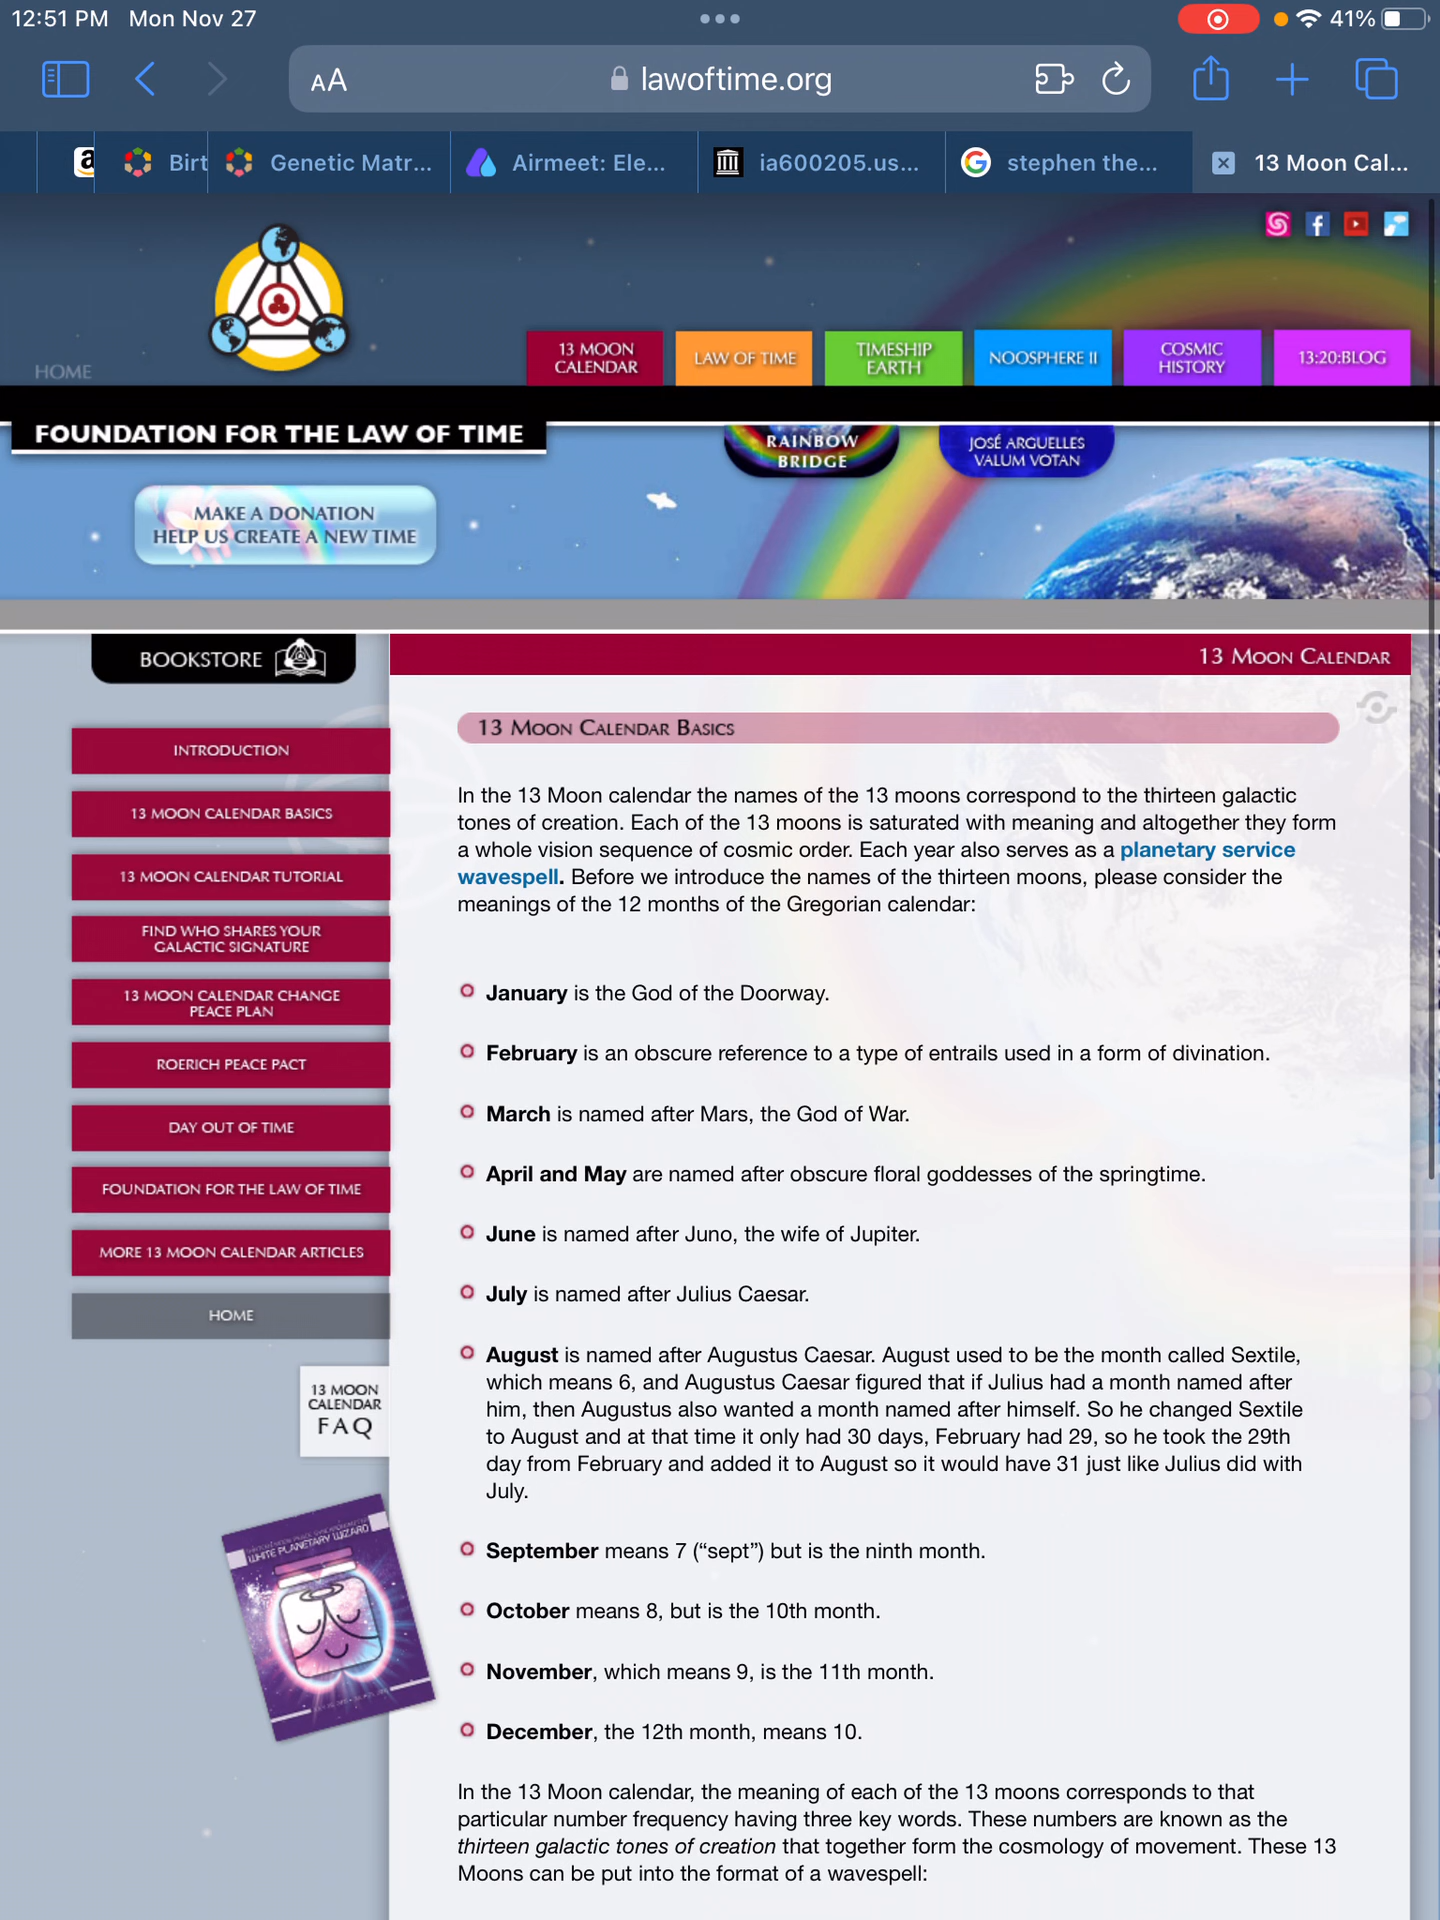 12:51 PM Mon Nov 27
41%
AA
lawoftime.org
Birt
Genetic Matr...
Airmeet: Ele...
ia600205.us...
stephen the...
13 Moon Cal...
HOME
13 MOON
CALENDAR
LAW OF TIME
TIMESHIP
EARTH
NOOSPHERE II
COSMIC
HISTORY
13:20:BLOG
FOUNDATION FOR THE LAW OF TIME
RAINBOW
BRIDGE
JOSÉ ARGUELLES
VALUM VOTAN
MAKE A DONATION
HELP US CREATE A NEW TIME
BOOKSTORE
13 MOON CALENDAR
INTRODUCTION
13 MOON CALENDAR BASICS
13 MOON CALENDAR TUTORIAL
FIND WHO SHARES YOUR
GALACTIC SIGNATURE
13 MOON CALENDAR CHANGE
PEACE PLAN
ROERICH PEACE PACT
DAY OUT OF TIME
FOUNDATION FOR THE LAW OF TIME
MORE 13 MOON CALENDAR ARTICLES
HOME
13 MOON
CALENDAR
FAQ
WHITE PLANETARY WIZARD
13 MOON CALENDAR BASICS
In the 13 Moon calendar the names of the 13 moons correspond to the thirteen galactic
tones of creation. Each of the 13 moons is saturated with meaning and altogether they form
a whole vision sequence of cosmic order. Each year also serves as a planetary service
wavespell. Before we introduce the names of the thirteen moons, please consider the
meanings of the 12 months of the Gregorian calendar:
January is the God of the Doorway.
February is an obscure reference to a type of entrails used in a form of divination.
March is named after Mars, the God of War.
April and May are named after obscure floral goddesses of the springtime.
June is named after Juno, the wife of Jupiter.
July is named after Julius Caesar.
August is named after Augustus Caesar. August used to be the month called Sextile,
which means 6, and Augustus Caesar figured that if Julius had a month named after
him, then Augustus also wanted a month named after himself. So he changed Sextile
to August and at that time it only had 30 days, February had 29, so he took the 29th
day from February and added it to August so it would have 31 just like Julius did with
July.
September means 7 (“sept”) but is the ninth month.
October means 8, but is the 10th month.
November, which means 9, is the 11th month.
December, the 12th month, means 10.
In the 13 Moon calendar, the meaning of each of the 13 moons corresponds to that
particular number frequency having three key words. These numbers are known as the
thirteen galactic tones of creation that together form the cosmology of movement. These 13
Moons can be put into the format of a wavespell: